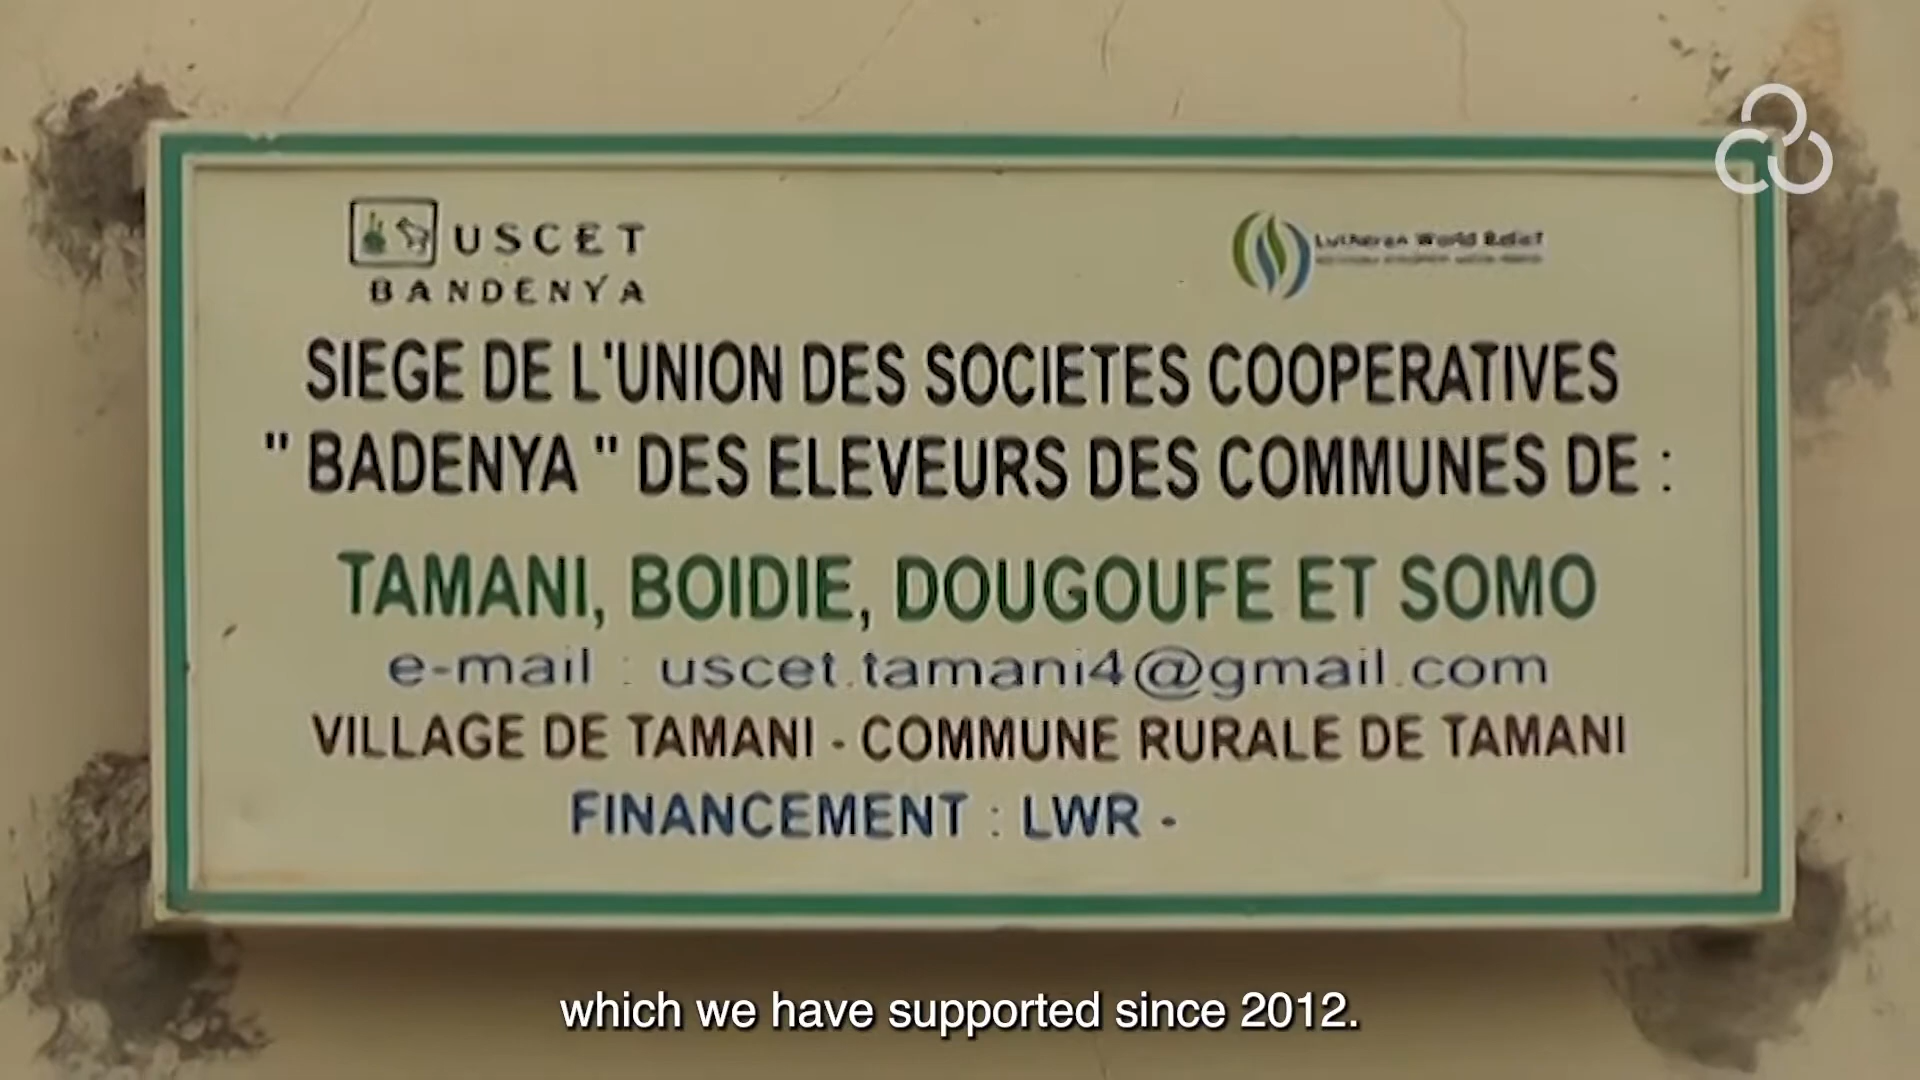 USCET
BANDENYA
Lutheran World Relief
SIEGE DE L'UNION DES SOCIETES COOPERATIVES
" BADENYA " DES ELEVEURS DES COMMUNES DE :
TAMANI, BOIDIE, DOUGOUFE ET SOMO
e-mail : uscet.tamani4@gmail.com
VILLAGE DE TAMANI - COMMUNE RURALE DE TAMANI
FINANCEMENT : LWR -
which we have supported since 2012.